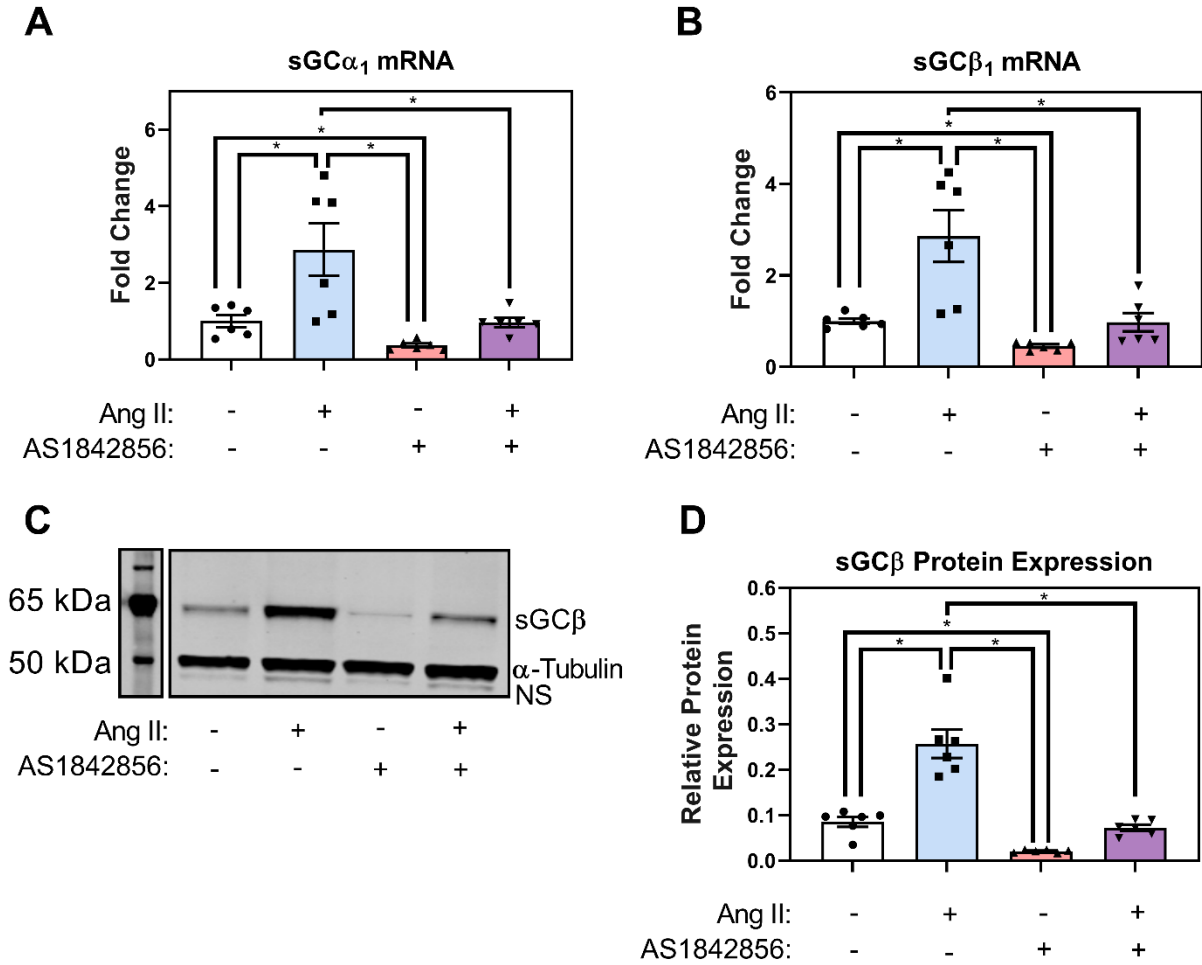 A
sGCα₁ mRNA
Fold Change
6
4
2
0
* * * *
Ang II: - + - +
AS1842856: - - + +
B
sGCβ₁ mRNA
Fold Change
6
4
2
0
* * * *
Ang II: - + - +
AS1842856: - - + +
C
65 kDa
50 kDa
sGCβ
α-Tubulin
NS
Ang II: - + - +
AS1842856: - - + +
D
sGCβ Protein Expression
Relative Protein
Expression
0.6
0.5
0.4
0.3
0.2
0.1
0.0
* * * *
Ang II: - + - +
AS1842856: - - + +